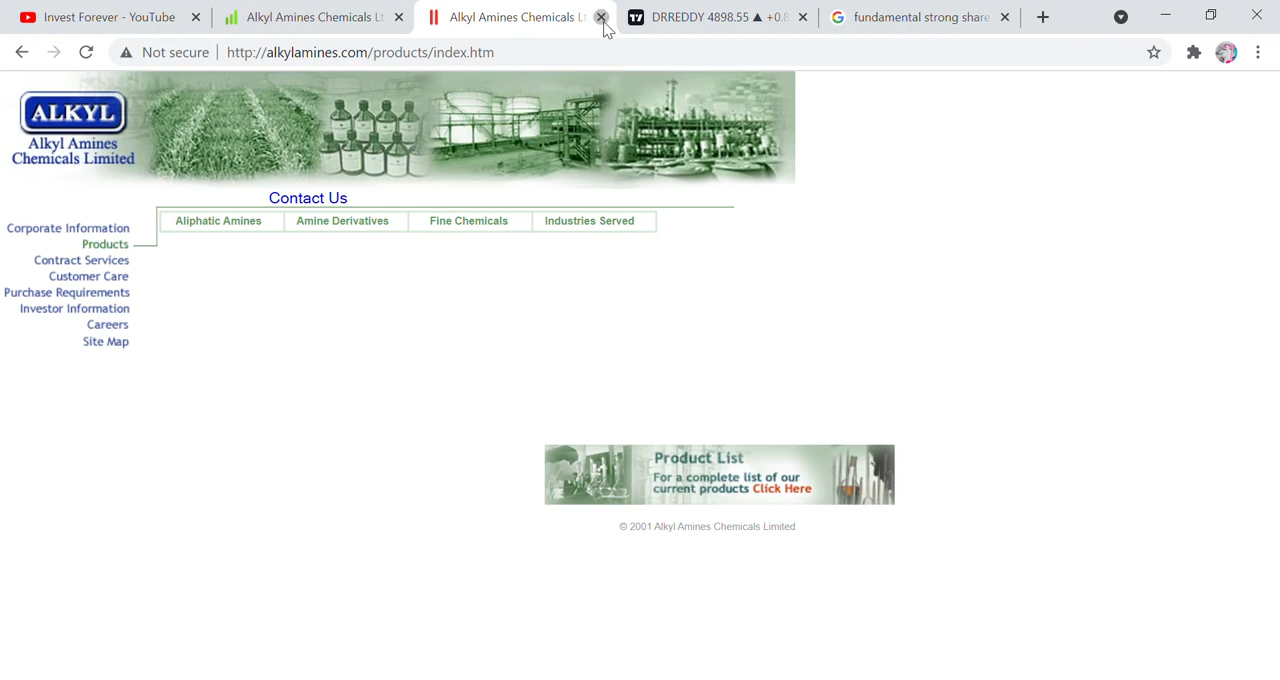 Invest Forever - YouTube
Alkyl Amines Chemicals Lt
Alkyl Amines Chemicals Lt
DRREDDY 4898.55 ▲ +0.8
fundamental strong share
Not secure
http://alkylamines.com/products/index.htm
ALKYL
Alkyl Amines
Chemicals Limited
Contact Us
Aliphatic Amines
Amine Derivatives
Fine Chemicals
Industries Served
Corporate Information
Products
Contract Services
Customer Care
Purchase Requirements
Investor Information
Careers
Site Map
Product List
For a complete list of our
current products Click Here
© 2001 Alkyl Amines Chemicals Limited